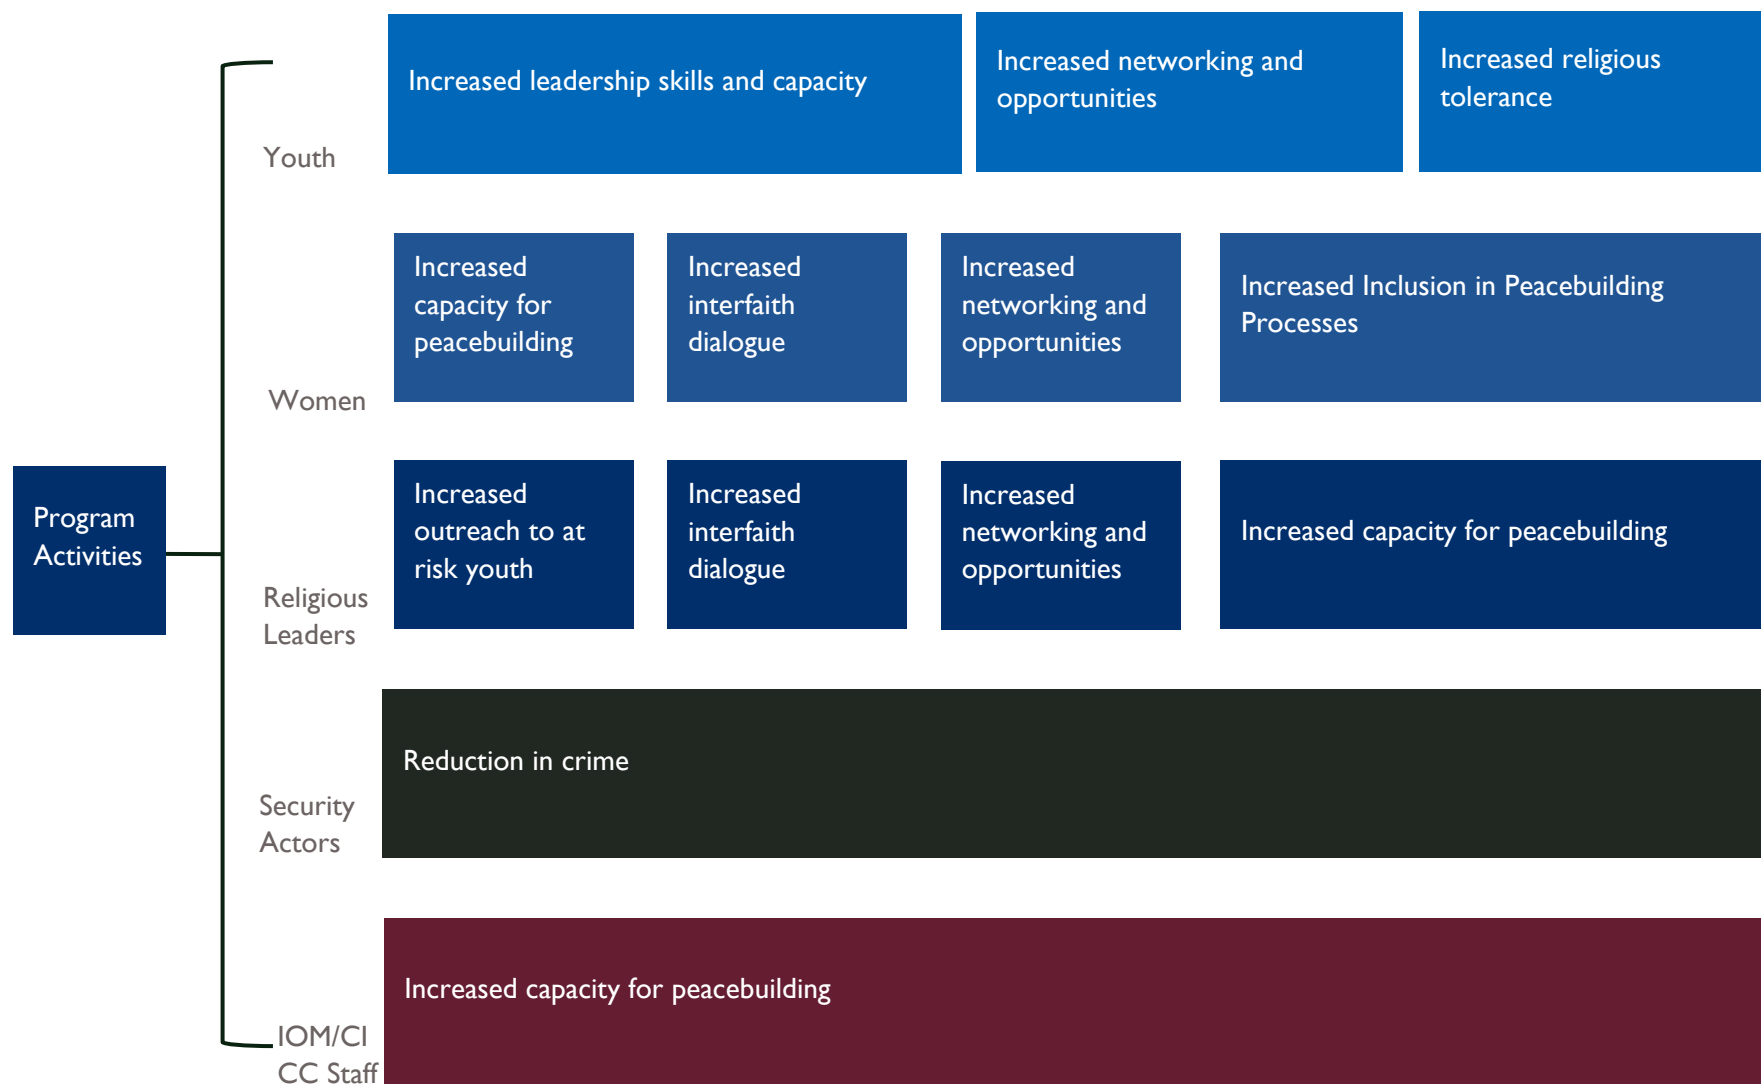 Increased leadership skills and capacity
Increased networking and
opportunities
Increased religious
tolerance
Youth
Increased
capacity for
peacebuilding
Increased
interfaith
dialogue
Increased
networking and
opportunities
Increased Inclusion in Peacebuilding
Processes
Women
Program
Activities
Increased
outreach to at
risk youth
Increased
interfaith
dialogue
Increased
networking and
opportunities
Increased capacity for peacebuilding
Religious
Leaders
Reduction in crime
Security
Actors
Increased capacity for peacebuilding
IOM/CI
CC Staff